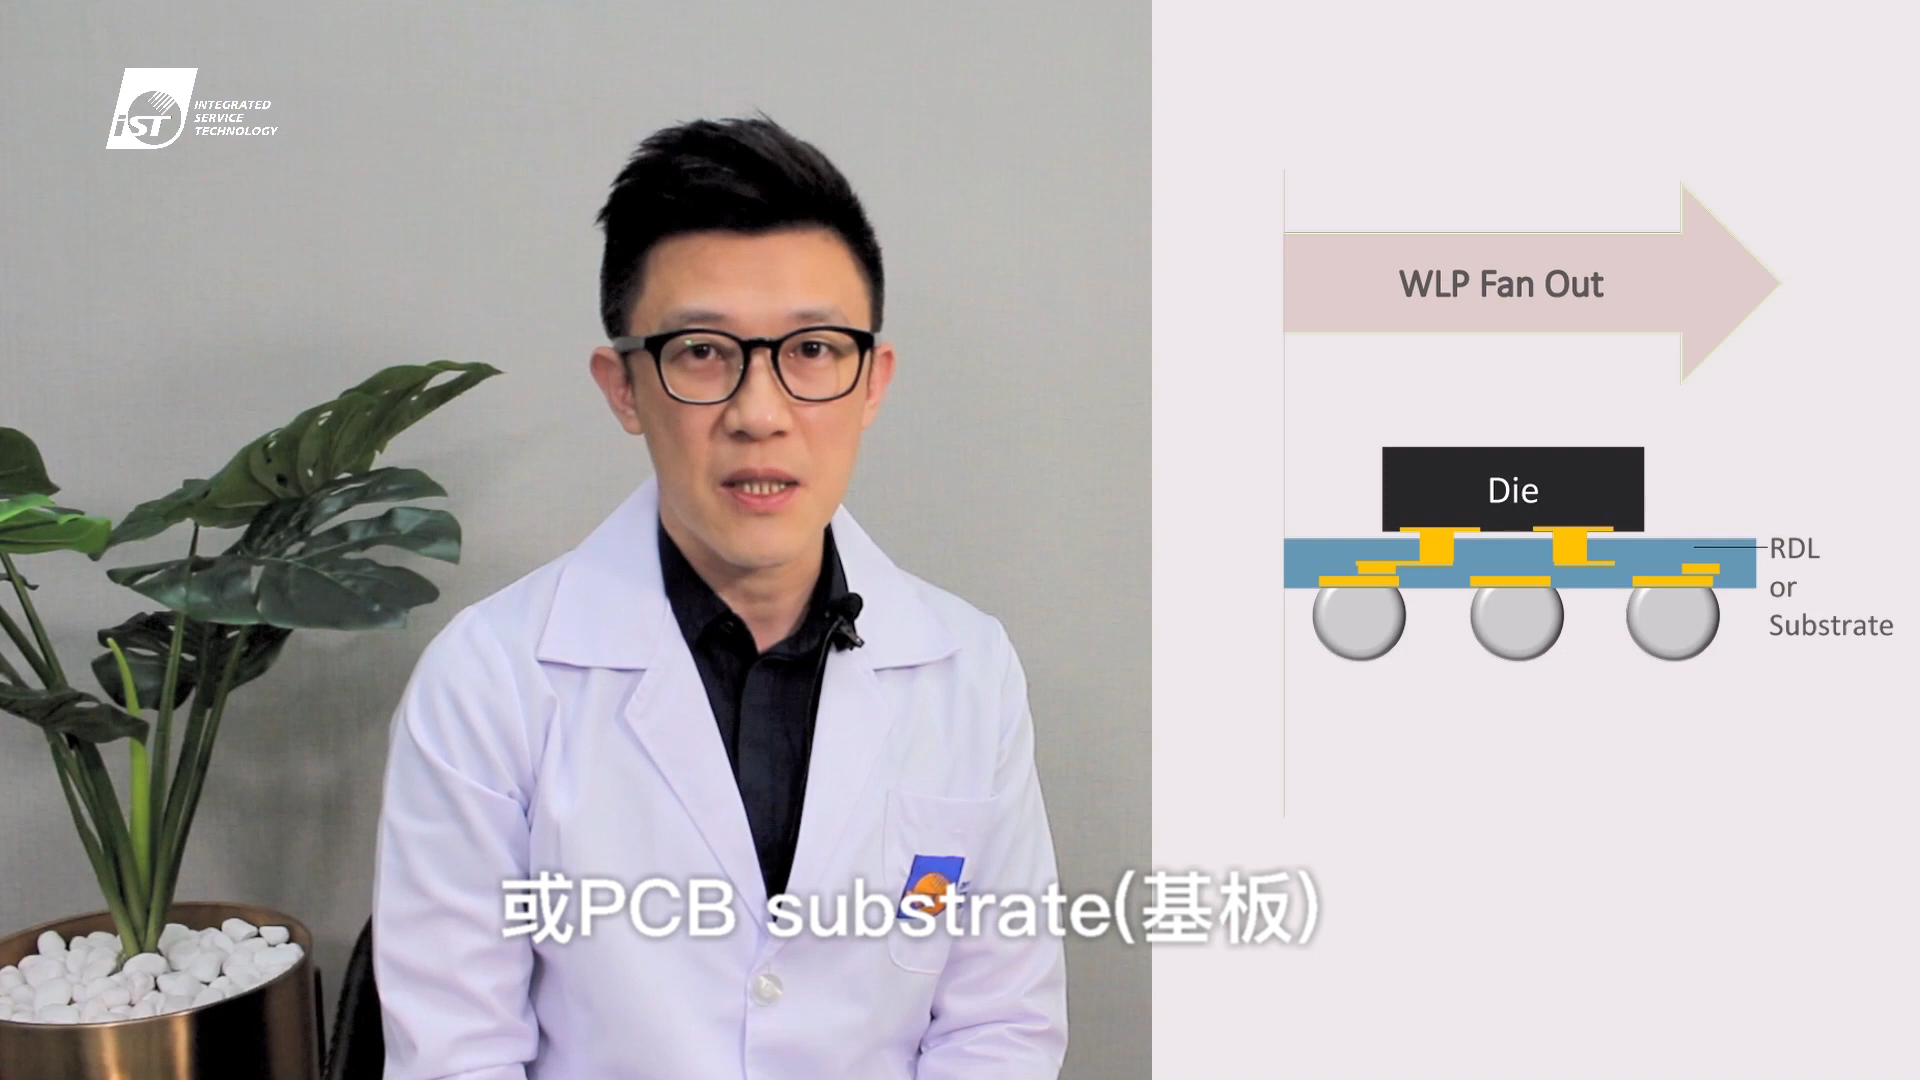 iST
INTEGRATED
SERVICE
TECHNOLOGY
WLP Fan Out
Die
RDL
or
Substrate
或PCB substrate(基板)